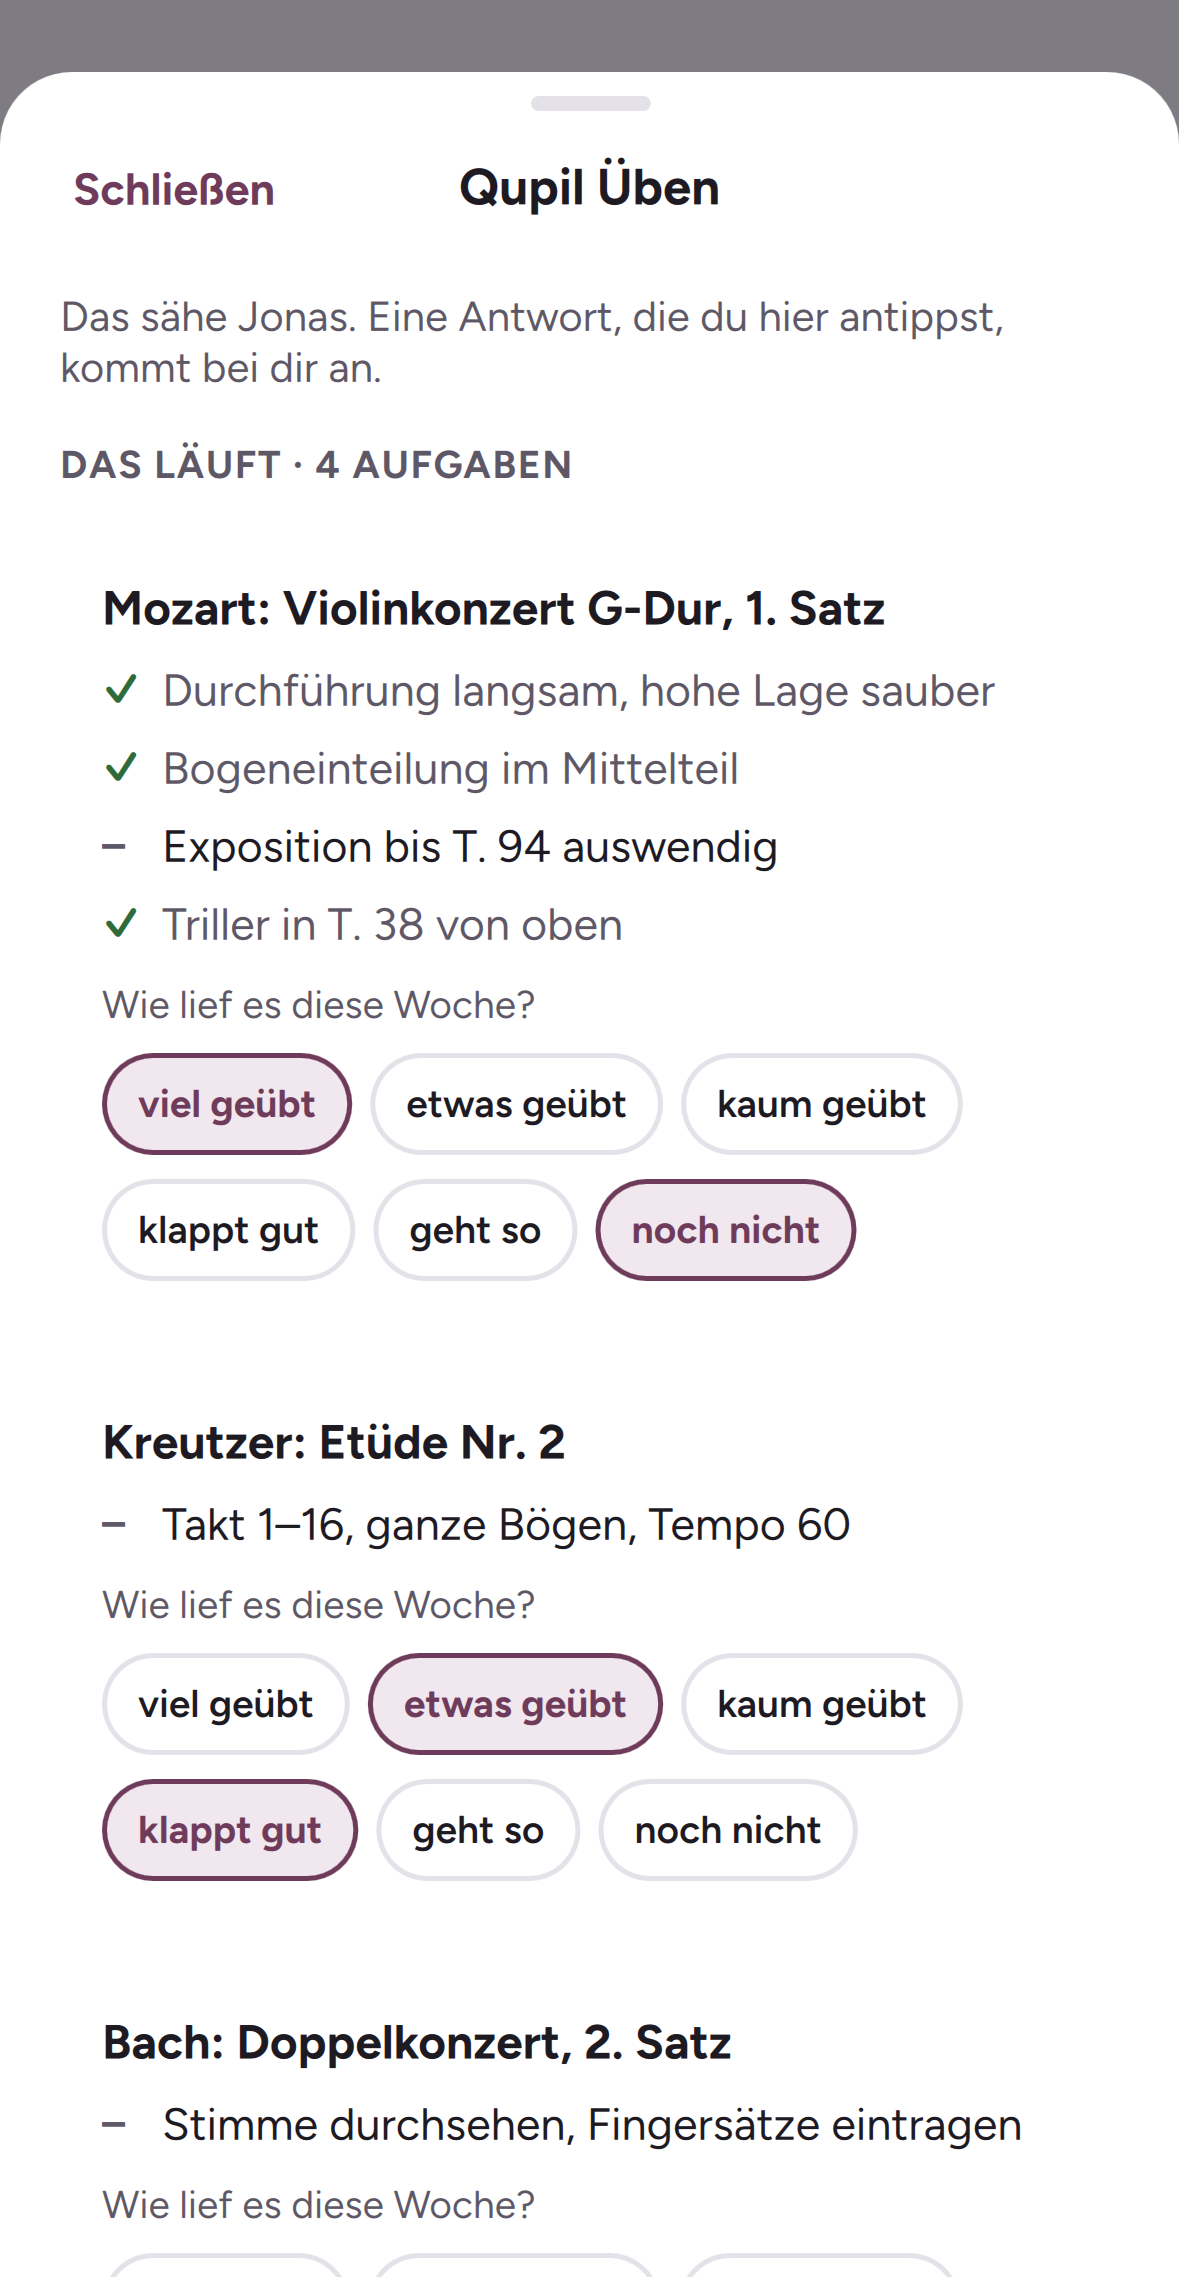 Schließen
Qupil Üben
Das sähe Jonas. Eine Antwort, die du hier antippst,
kommt bei dir an.
DAS LÄUFT · 4 AUFGABEN
Mozart: Violinkonzert G-Dur, 1. Satz
Durchführung langsam, hohe Lage sauber
Bogeneinteilung im Mittelteil
– Exposition bis T. 94 auswendig
Triller in T. 38 von oben
Wie lief es diese Woche?
viel geübt
etwas geübt
kaum geübt
klappt gut
geht so
noch nicht
Kreutzer: Etüde Nr. 2
– Takt 1–16, ganze Bögen, Tempo 60
Wie lief es diese Woche?
viel geübt
etwas geübt
kaum geübt
klappt gut
geht so
noch nicht
Bach: Doppelkonzert, 2. Satz
– Stimme durchsehen, Fingersätze eintragen
Wie lief es diese Woche?